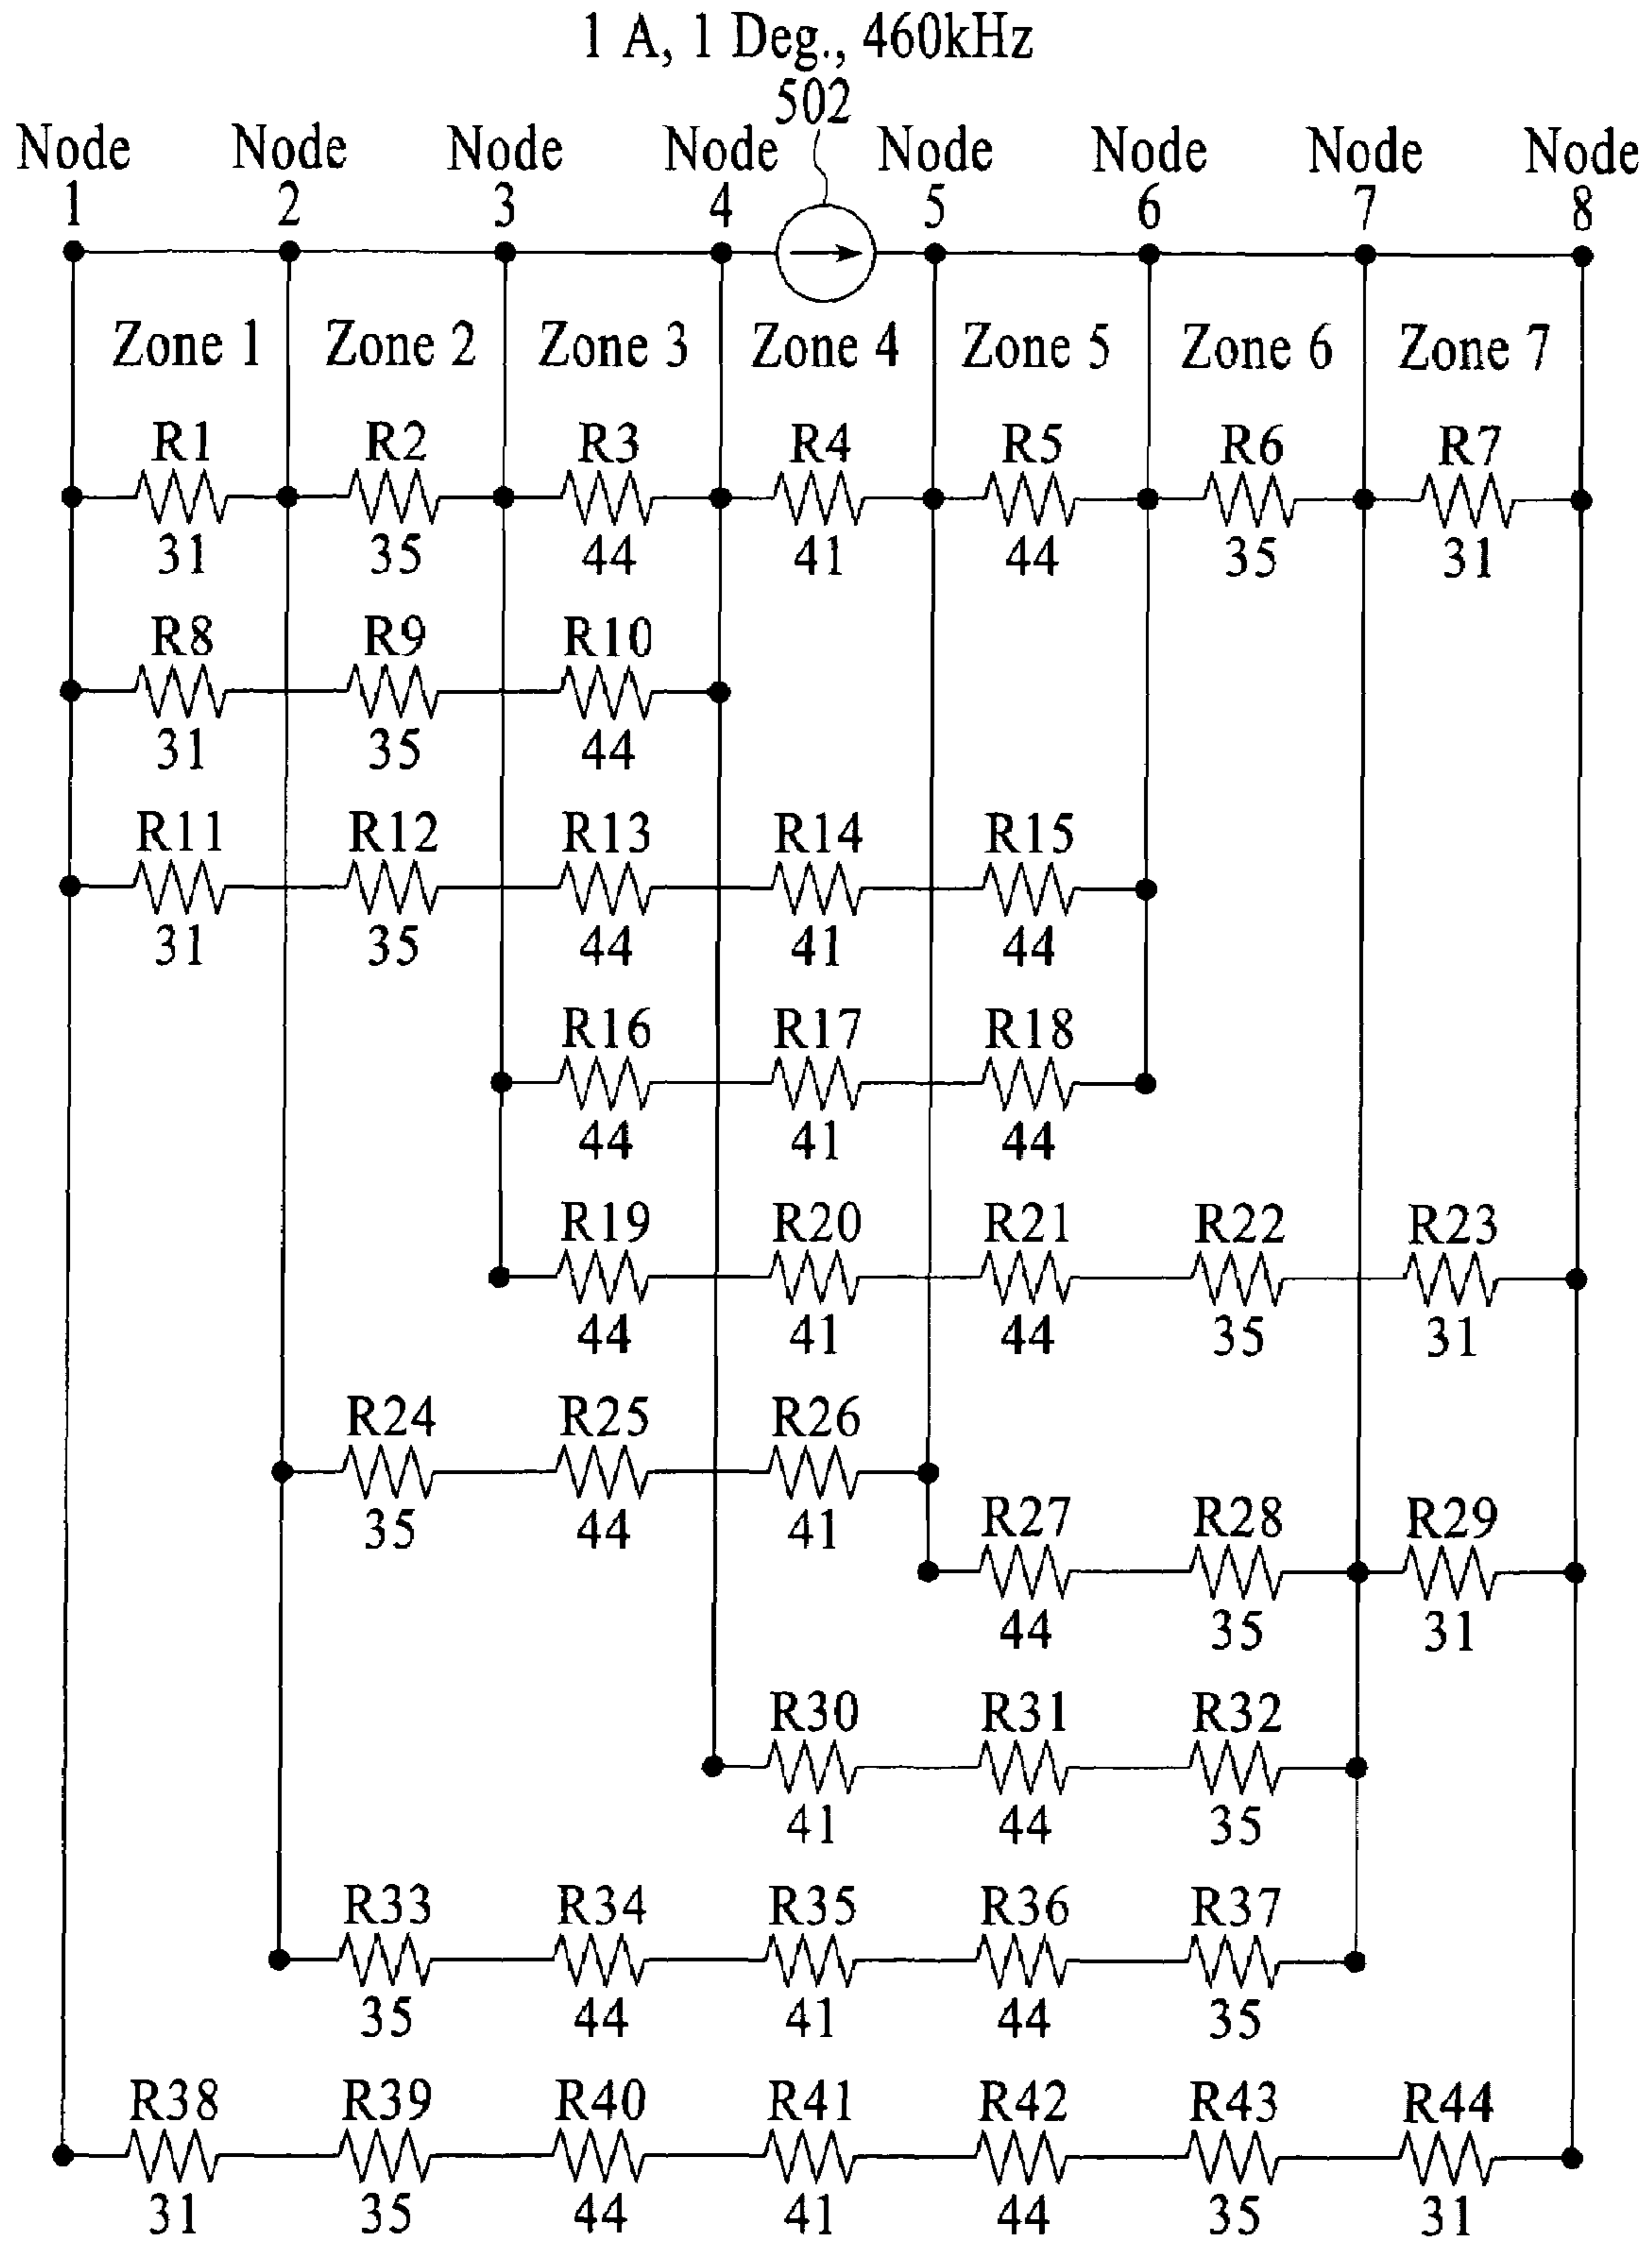 1 A, 1 Deg., 460kHz
502
Node Node Node Node Node Node Node Node
1 2 3 4 5 6 7 8
Zone 1 Zone 2 Zone 3 Zone 4 Zone 5 Zone 6 Zone 7
R1 R2 R3 R4 R5 R6 R7
31 35 44 41 44 35 31
R8 R9 R10
31 35 44
R11 R12 R13 R14 R15
31 35 44 41 44
R16 R17 R18
44 41 44
R19 R20 R21 R22 R23
44 41 44 35 31
R24 R25 R26
35 44 41
R27 R28 R29
44 35 31
R30 R31 R32
41 44 35
R33 R34 R35 R36 R37
35 44 41 44 35
R38 R39 R40 R41 R42 R43 R44
31 35 44 41 44 35 31